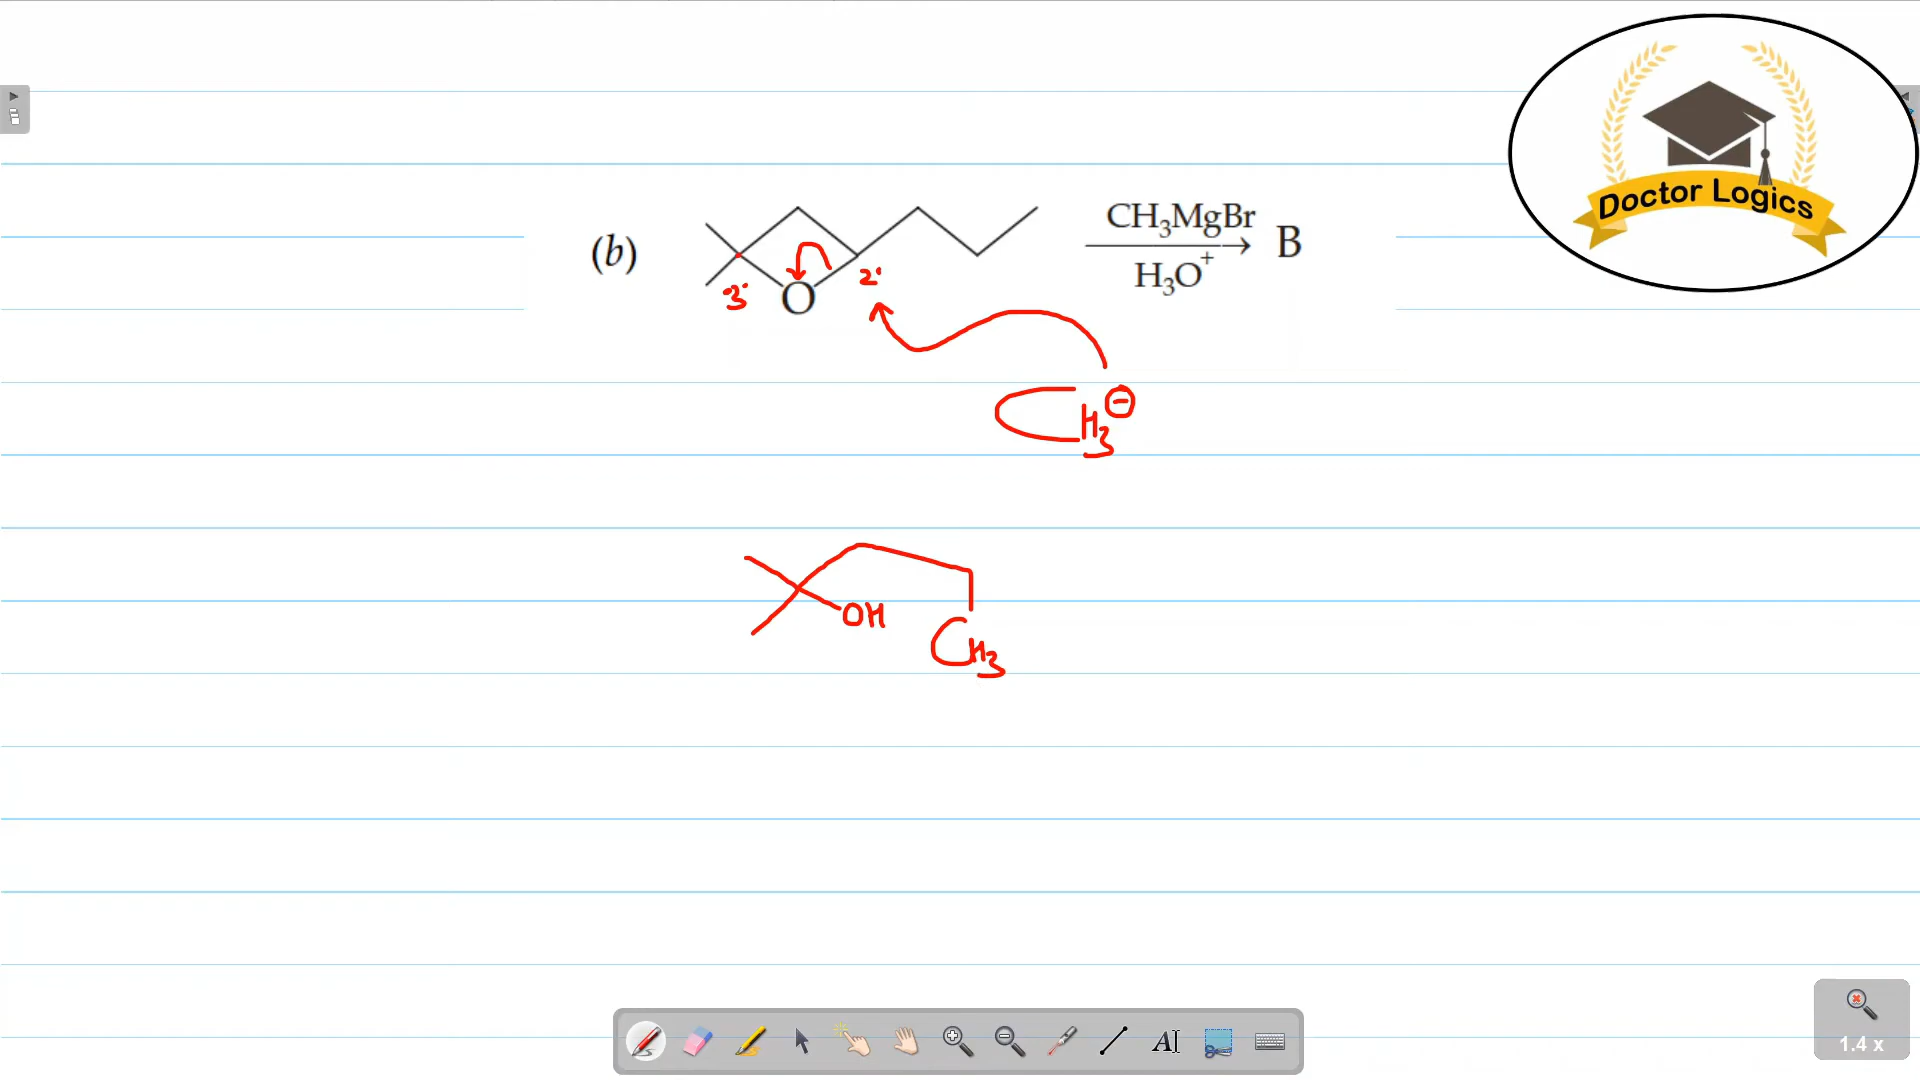 Doctor Logics
(b)
CH₃MgBr
H₃O⁺
B
3°
O
2°
CH₃⊖
OH
CH₃
A
1.4 x